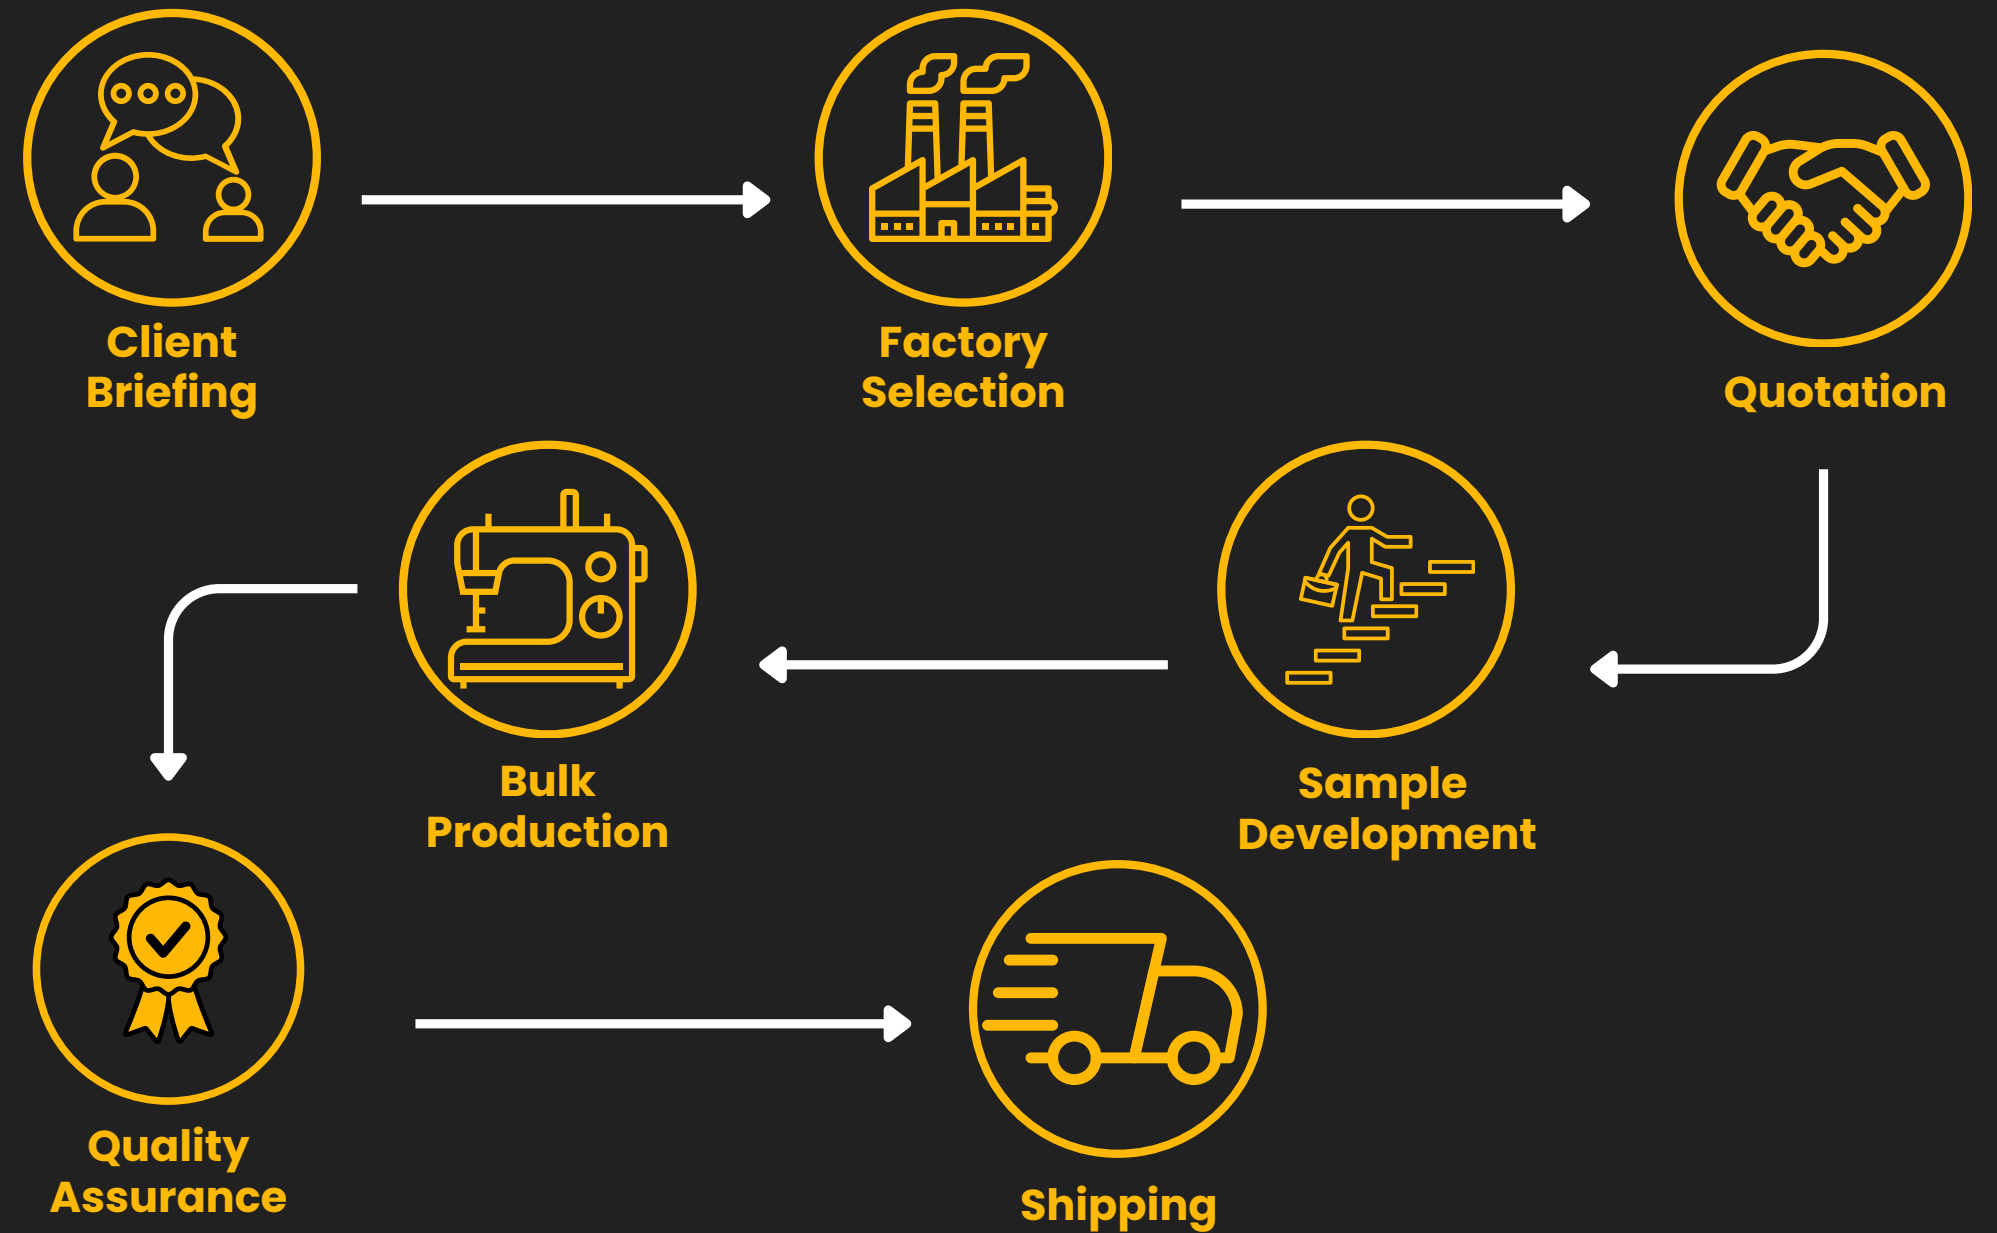 Client
Briefing
Factory
Selection
Quotation
Bulk
Production
Sample
Development
Quality
Assurance
Shipping